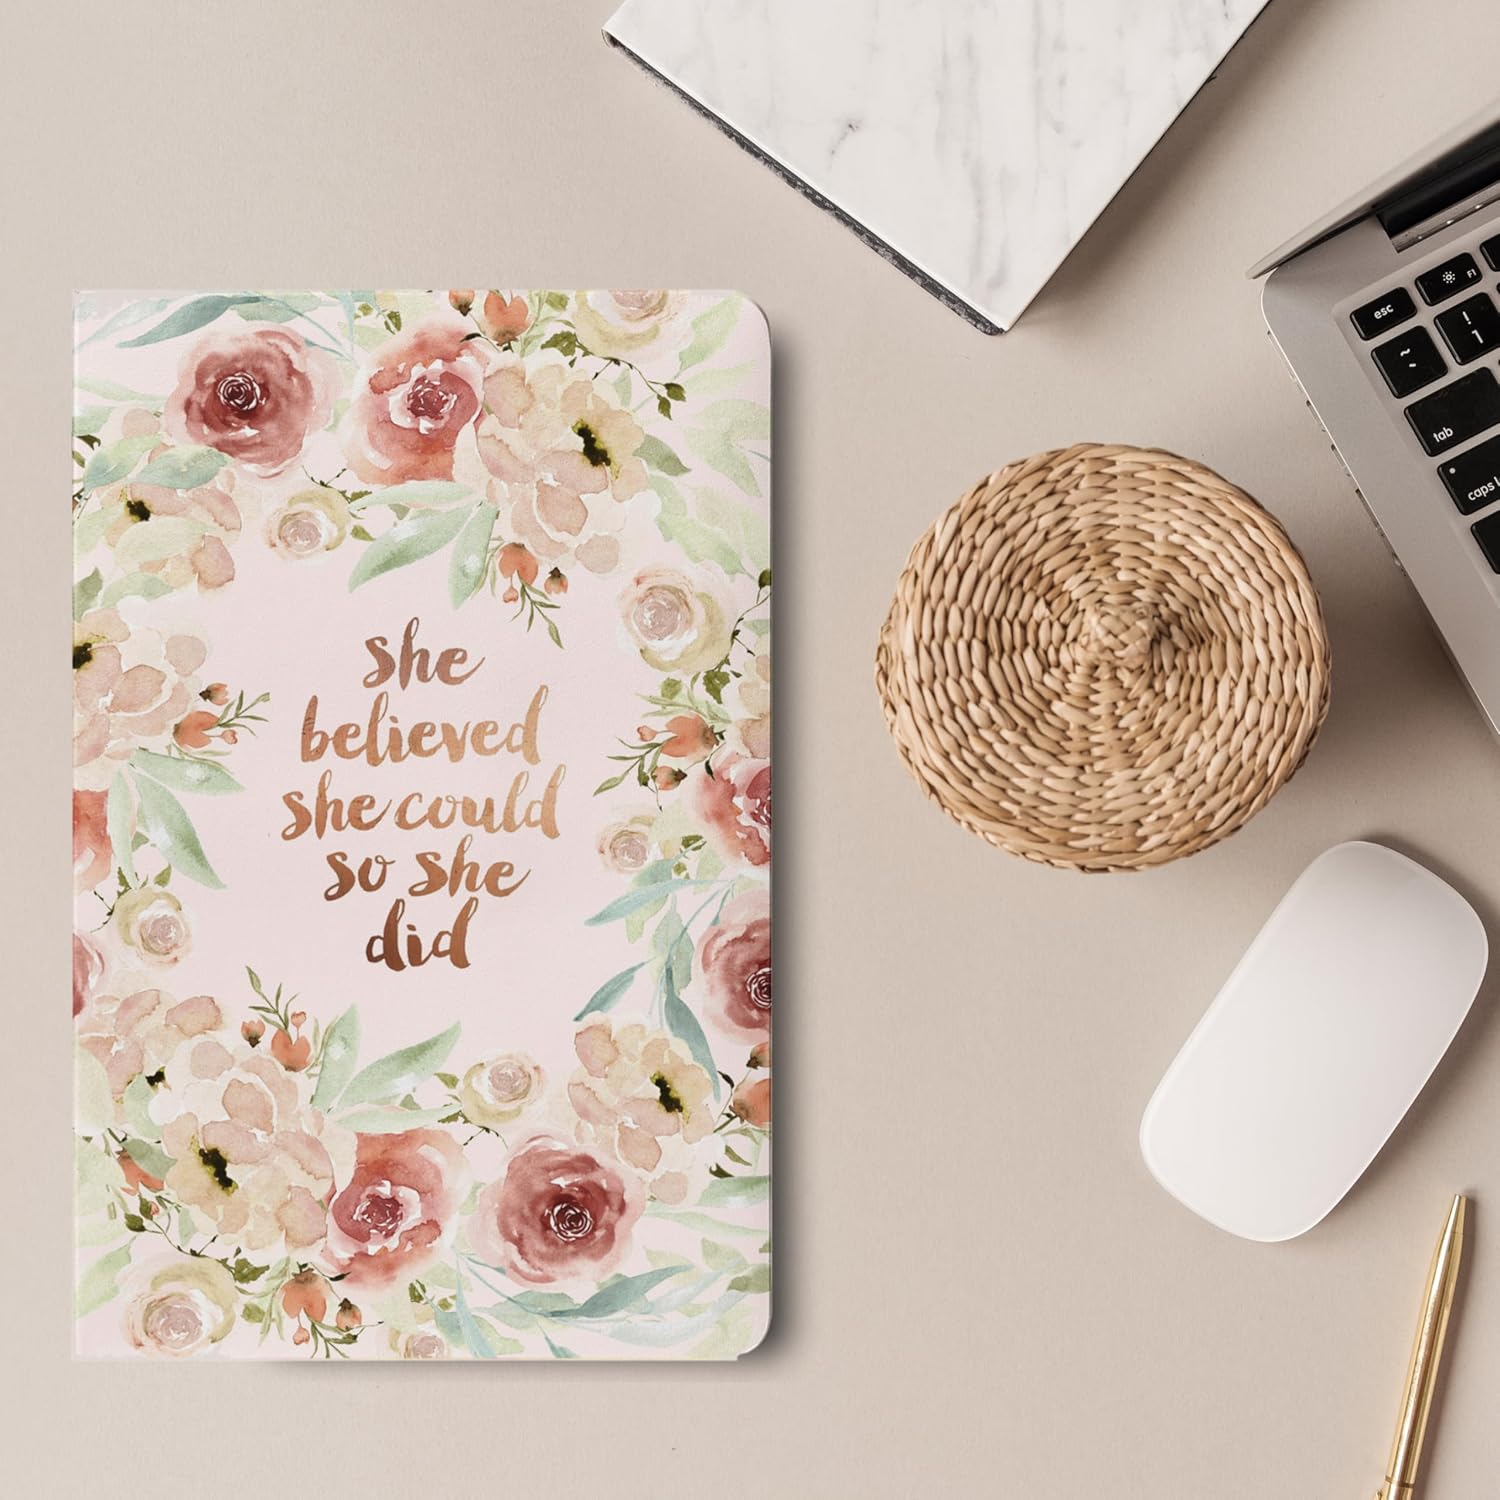 she
believed
she could
so she
did
esc
F1
!
1
~
tab
caps l